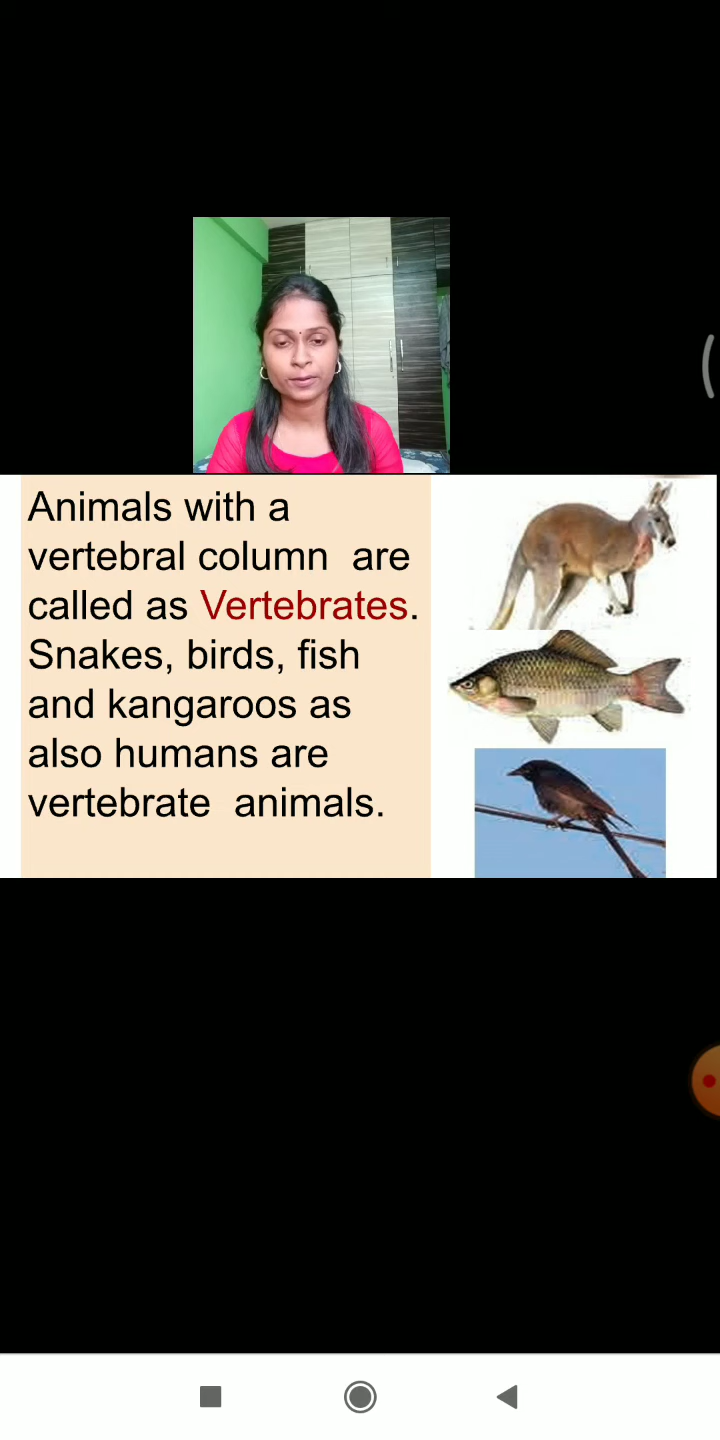 Animals with a
vertebral column  are
called as Vertebrates.
Snakes, birds, fish
and kangaroos as
also humans are
vertebrate  animals.